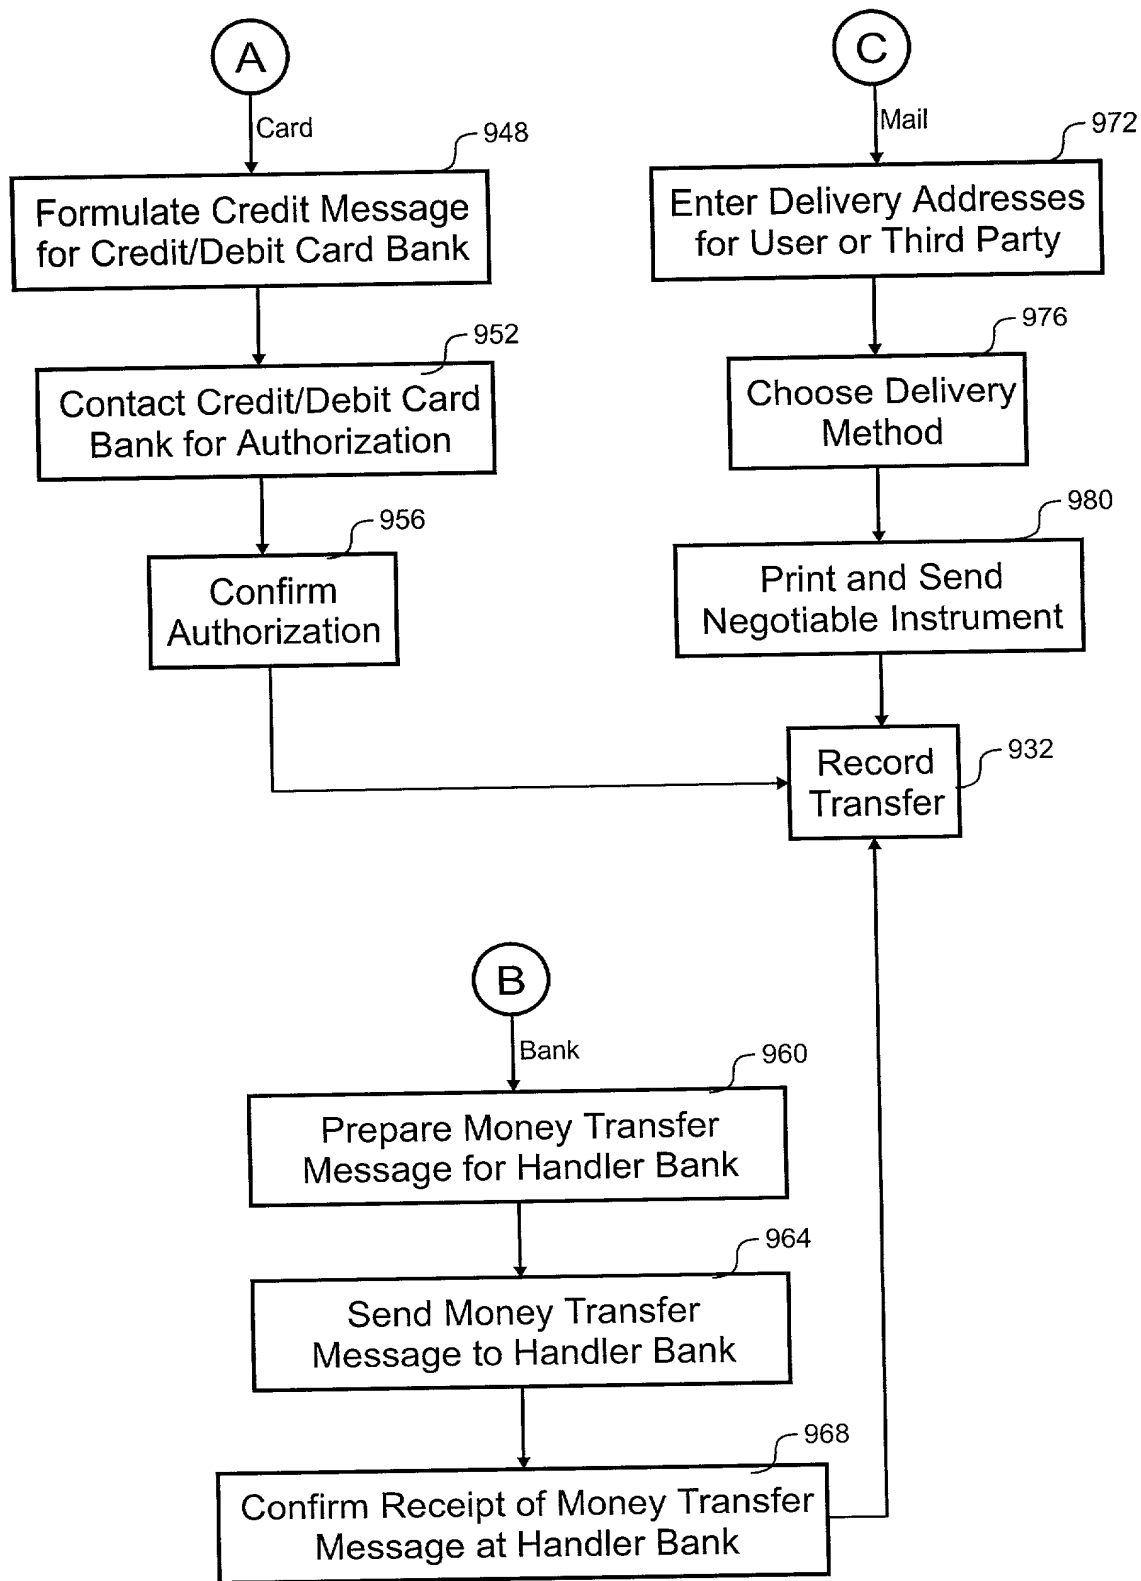 A
Card
948
Formulate Credit Message
for Credit/Debit Card Bank
952
Contact Credit/Debit Card
Bank for Authorization
956
Confirm
Authorization
C
Mail
972
Enter Delivery Addresses
for User or Third Party
976
Choose Delivery
Method
980
Print and Send
Negotiable Instrument
Record
Transfer
932
B
Bank
960
Prepare Money Transfer
Message for Handler Bank
964
Send Money Transfer
Message to Handler Bank
968
Confirm Receipt of Money Transfer
Message at Handler Bank